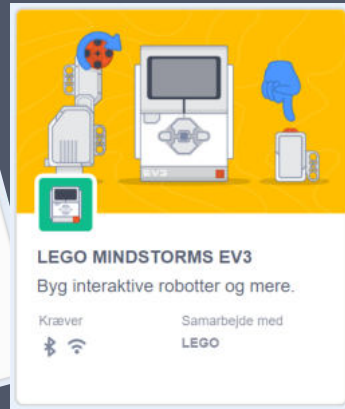 EV3
LEGO MINDSTORMS EV3
Byg interaktive robotter og mere.
Kræver
Samarbejde med
LEGO